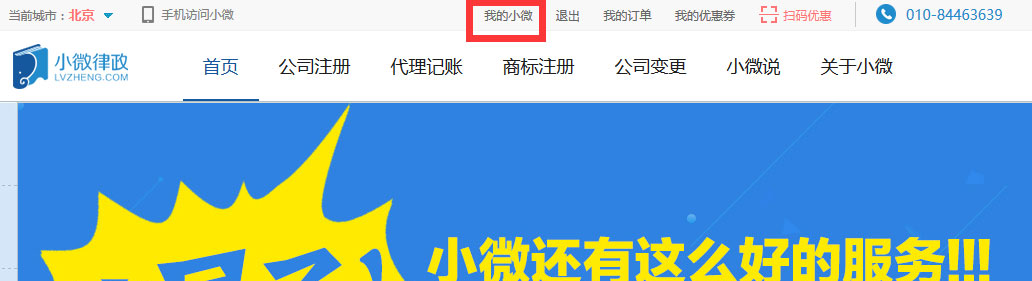 当前城市：北京 手机访问小微 我的小微 退出 我的订单 我的优惠券 扫码优惠 010-84463639
小微律政 首页 公司注册 代理记账 商标注册 公司变更 小微说 关于小微
LVZHENG.COM
小微还有这么好的服务!!!